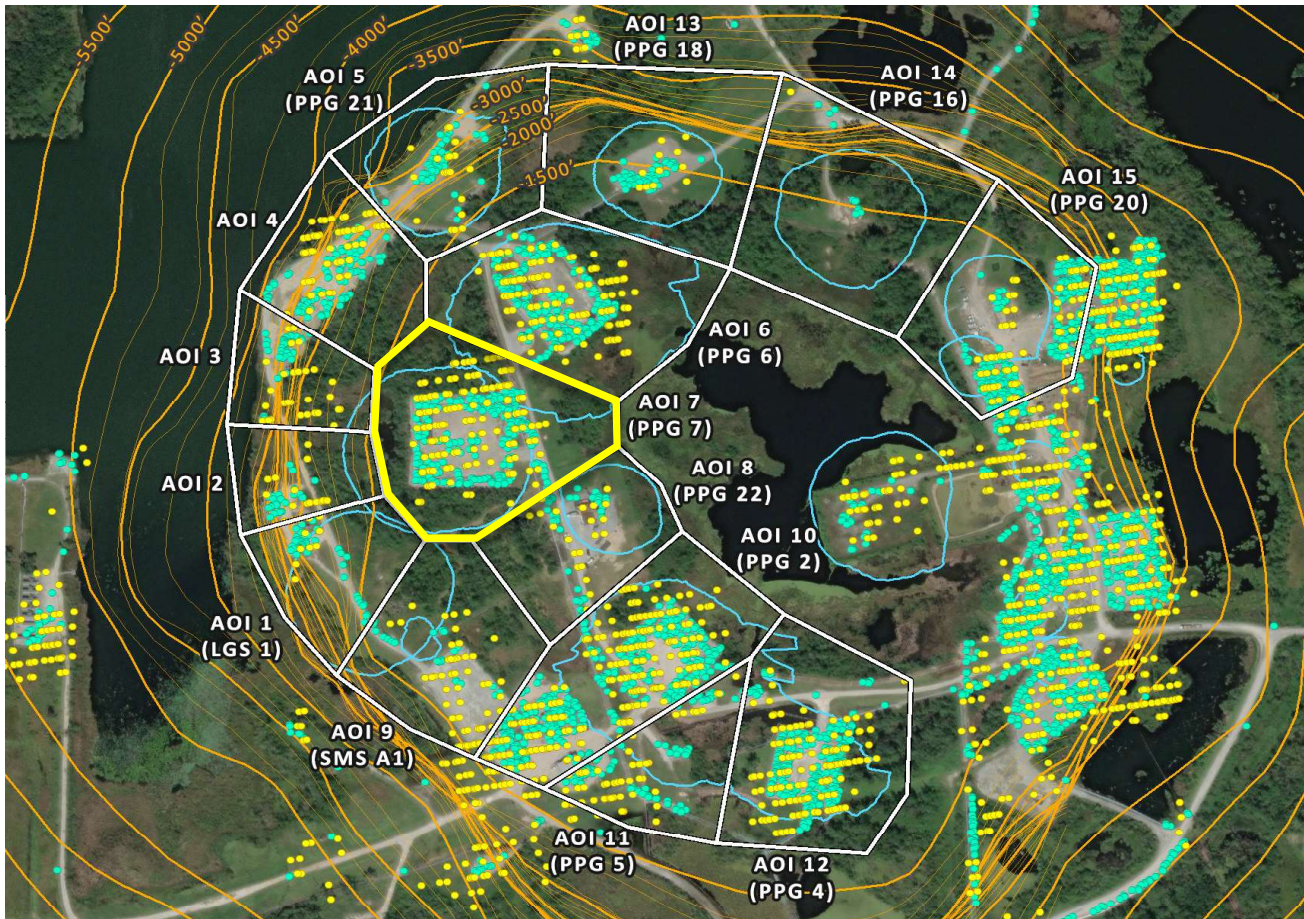 -5500'
-5000'
-4500'
-4000'
-3500'
-3000'
-2500'
-2000'
-1500'
AOI 5
(PPG 21)
AOI 13
(PPG 18)
AOI 14
(PPG 16)
AOI 15
(PPG 20)
AOI 4
AOI 3
AOI 6
(PPG 6)
AOI 7
(PPG 7)
AOI 2
AOI 8
(PPG 22)
AOI 10
(PPG 2)
AOI 1
(LGS 1)
AOI 9
(SMS A1)
AOI 11
(PPG 5)
AOI 12
(PPG 4)